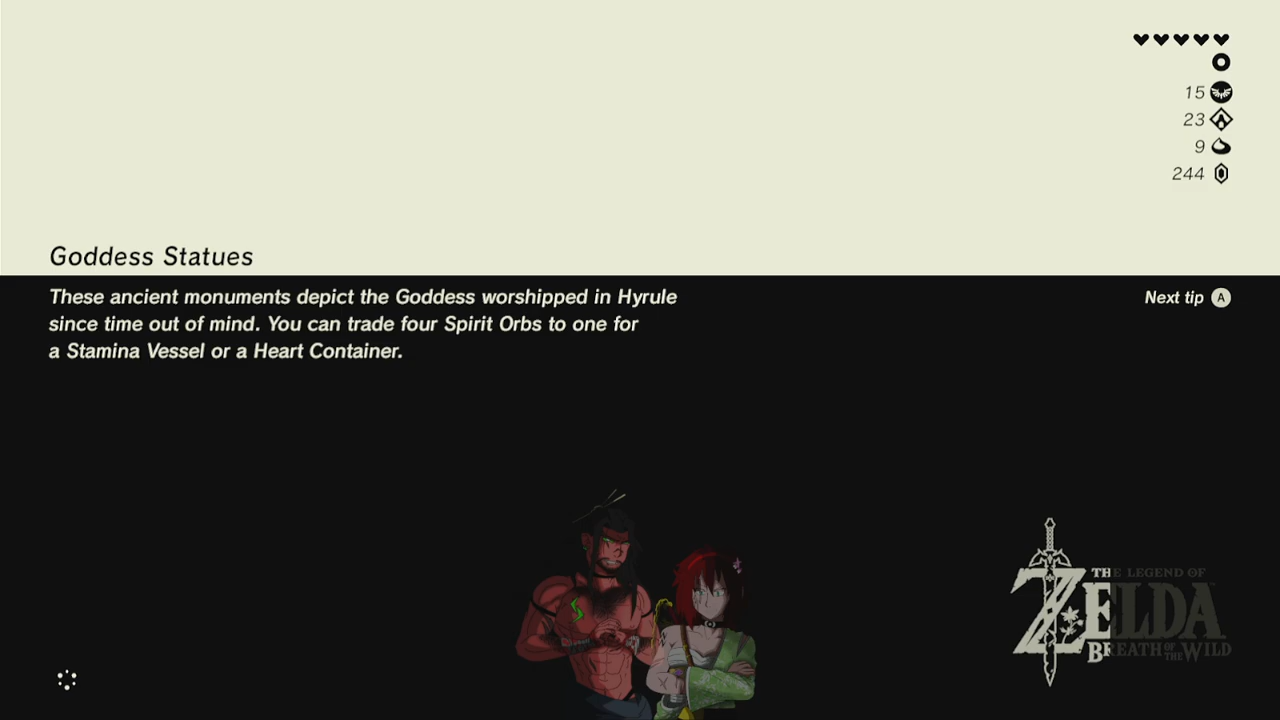 15
23
9
244
Goddess Statues
These ancient monuments depict the Goddess worshipped in Hyrule
since time out of mind. You can trade four Spirit Orbs to one for
a Stamina Vessel or a Heart Container.
Next tip A
THE LEGEND OF
ZELDA
BREATH OF THE WILD